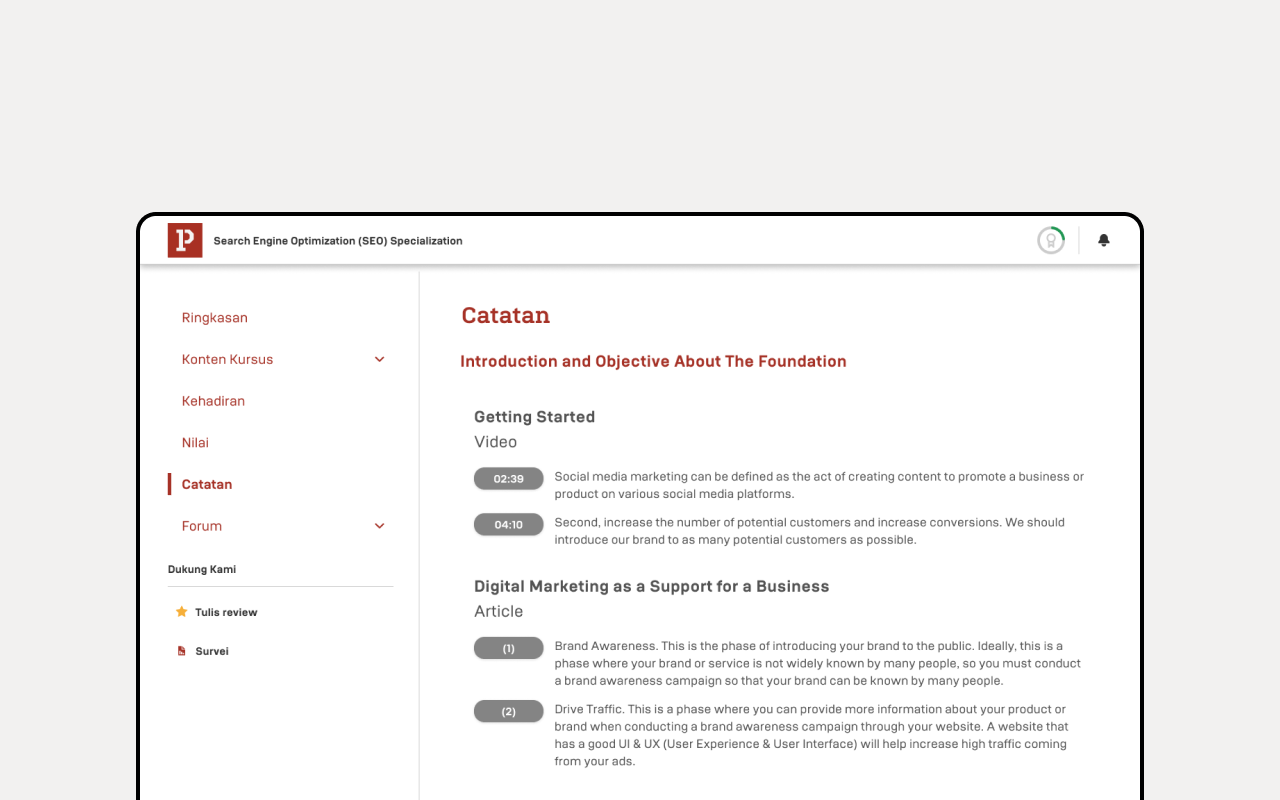 P
Search Engine Optimization (SEO) Specialization
Ringkasan
Konten Kursus
Kehadiran
Nilai
Catatan
Forum
Dukung Kami
Tulis review
Survei
Catatan
Introduction and Objective About The Foundation
Getting Started
Video
02:39
Social media marketing can be defined as the act of creating content to promote a business or
product on various social media platforms.
04:10
Second, increase the number of potential customers and increase conversions. We should
introduce our brand to as many potential customers as possible.
Digital Marketing as a Support for a Business
Article
(1)
Brand Awareness. This is the phase of introducing your brand to the public. Ideally, this is a
phase where your brand or service is not widely known by many people, so you must conduct
a brand awareness campaign so that your brand can be known by many people.
(2)
Drive Traffic. This is a phase where you can provide more information about your product or
brand when conducting a brand awareness campaign through your website. A website that
has a good UI & UX (User Experience & User Interface) will help increase high traffic coming
from your ads.